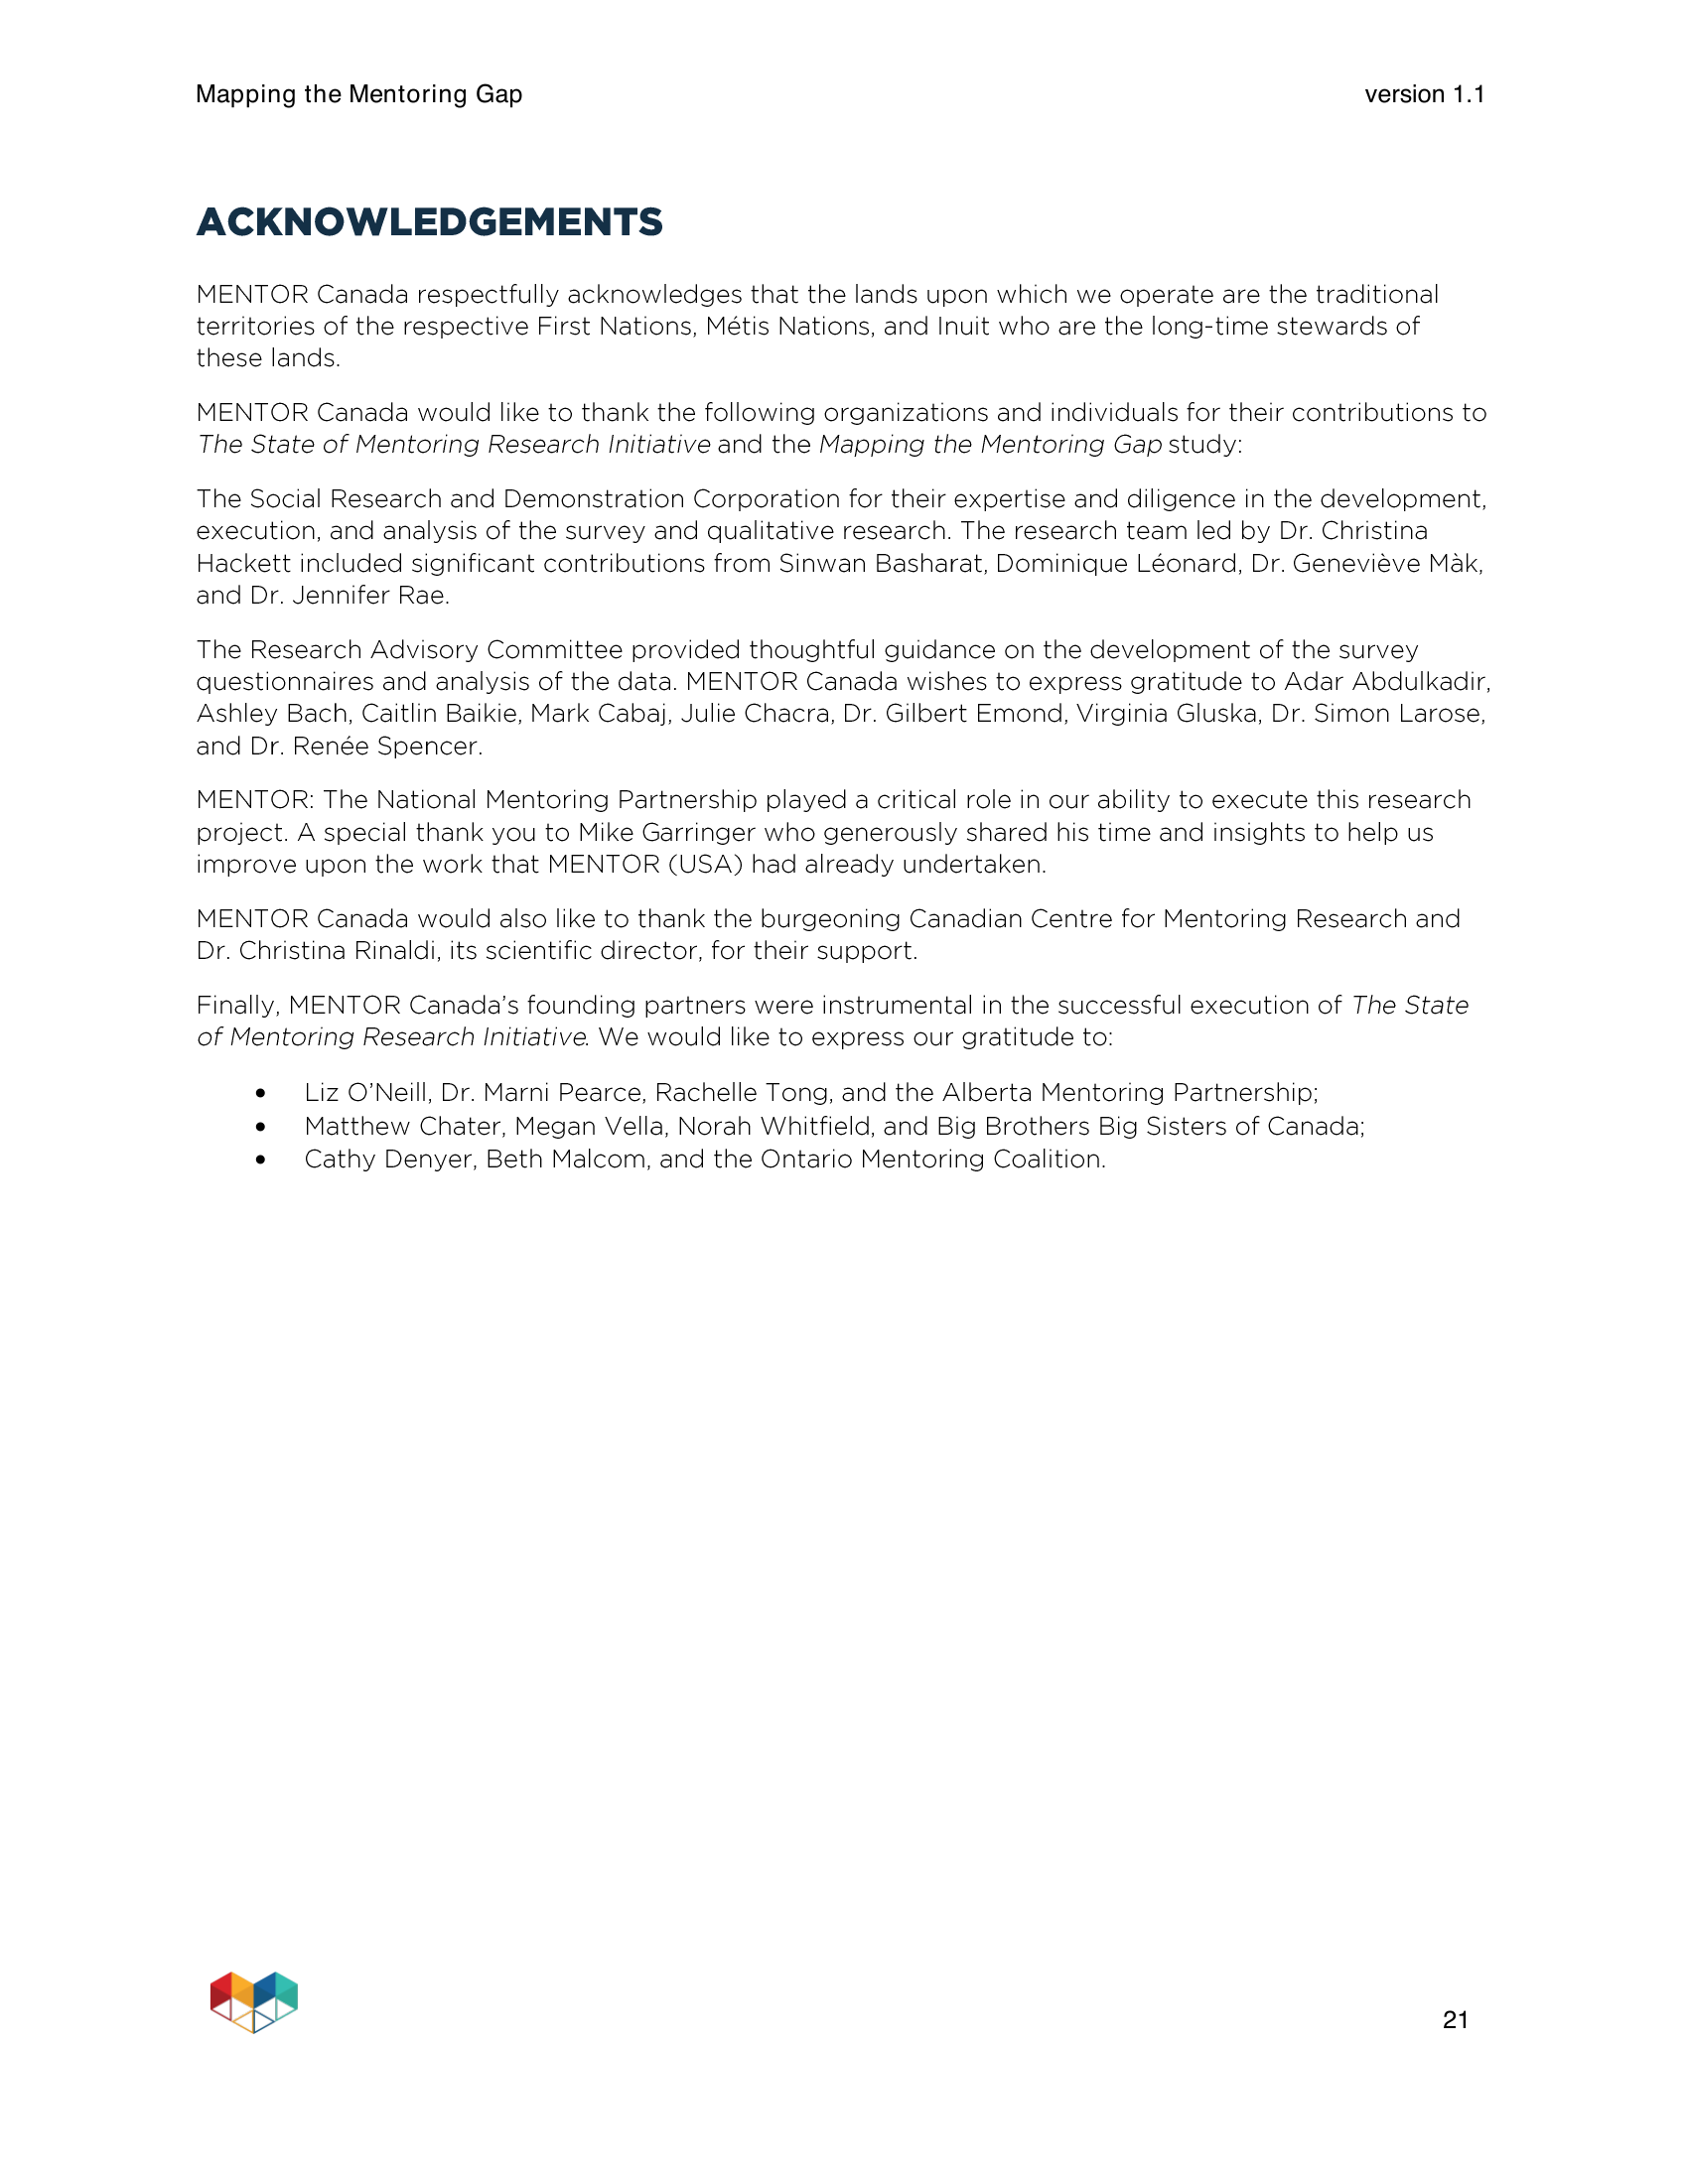 Mapping the Mentoring Gap
version 1.1
ACKNOWLEDGEMENTS
MENTOR Canada respectfully acknowledges that the lands upon which we operate are the traditional
territories of the respective First Nations, Métis Nations, and Inuit who are the long-time stewards of
these lands.
MENTOR Canada would like to thank the following organizations and individuals for their contributions to
The State of Mentoring Research Initiative and the Mapping the Mentoring Gap study:
The Social Research and Demonstration Corporation for their expertise and diligence in the development,
execution, and analysis of the survey and qualitative research. The research team led by Dr. Christina
Hackett included significant contributions from Sinwan Basharat, Dominique Léonard, Dr. Geneviève Màk,
and Dr. Jennifer Rae.
The Research Advisory Committee provided thoughtful guidance on the development of the survey
questionnaires and analysis of the data. MENTOR Canada wishes to express gratitude to Adar Abdulkadir,
Ashley Bach, Caitlin Baikie, Mark Cabaj, Julie Chacra, Dr. Gilbert Emond, Virginia Gluska, Dr. Simon Larose,
and Dr. Renée Spencer.
MENTOR: The National Mentoring Partnership played a critical role in our ability to execute this research
project. A special thank you to Mike Garringer who generously shared his time and insights to help us
improve upon the work that MENTOR (USA) had already undertaken.
MENTOR Canada would also like to thank the burgeoning Canadian Centre for Mentoring Research and
Dr. Christina Rinaldi, its scientific director, for their support.
Finally, MENTOR Canada’s founding partners were instrumental in the successful execution of The State
of Mentoring Research Initiative. We would like to express our gratitude to:
• Liz O’Neill, Dr. Marni Pearce, Rachelle Tong, and the Alberta Mentoring Partnership;
• Matthew Chater, Megan Vella, Norah Whitfield, and Big Brothers Big Sisters of Canada;
• Cathy Denyer, Beth Malcom, and the Ontario Mentoring Coalition.
21